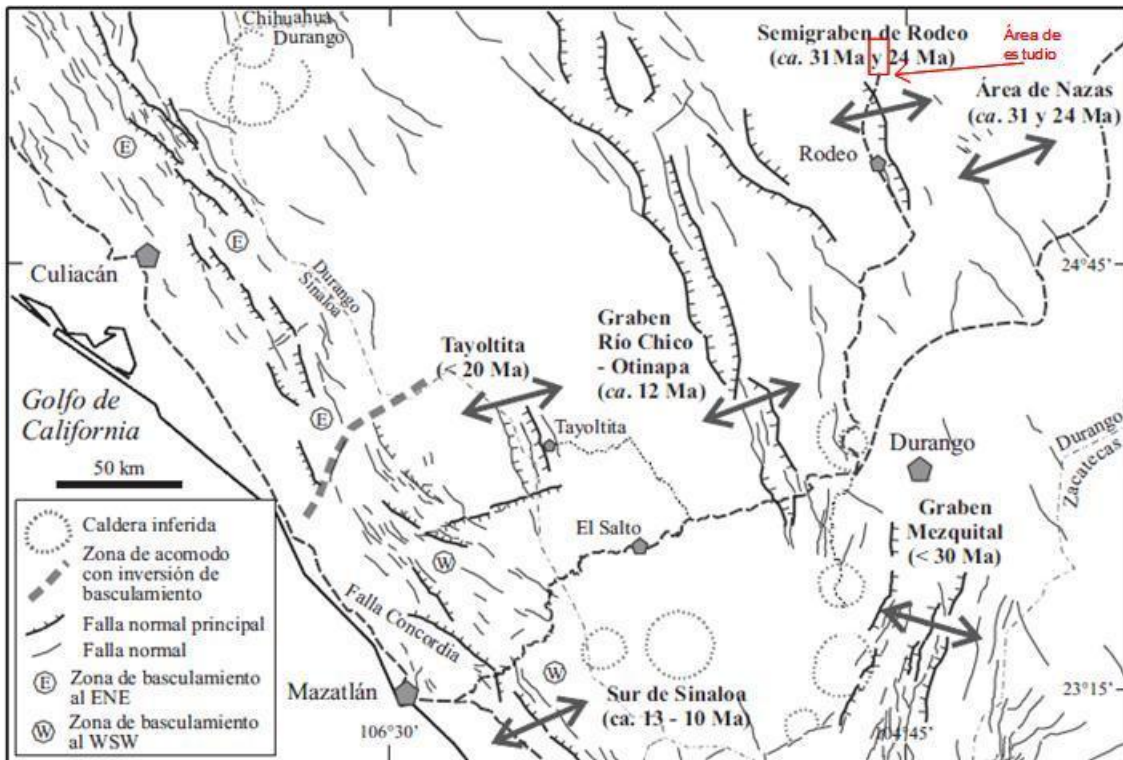 Chihuahua
Durango
Semigraben de Rodeo
(ca. 31Ma y 24 Ma)
Área de
estudio
Área de Nazas
(ca. 31 y 24 Ma)
Rodeo
E
E
Culiacán
24°45'
Durango
Sinaloa
Graben
Río Chico
- Otinapa
(ca. 12 Ma)
Tayoltita
(< 20 Ma)
Golfo de
California
E
50 km
Tayoltita
Durango
Durango
Zacatecas
Graben
Mezquital
(< 30 Ma)
El Salto
W
Caldera inferida
Zona de acomodo
con inversión de
basculamiento
Falla normal principal
Falla normal
E
Zona de basculamiento
al ENE
W
Zona de basculamiento
al WSW
Falla Concordia
W
Mazatlán
Sur de Sinaloa
(ca. 13 - 10 Ma)
23°15'
106°30'
104°45'